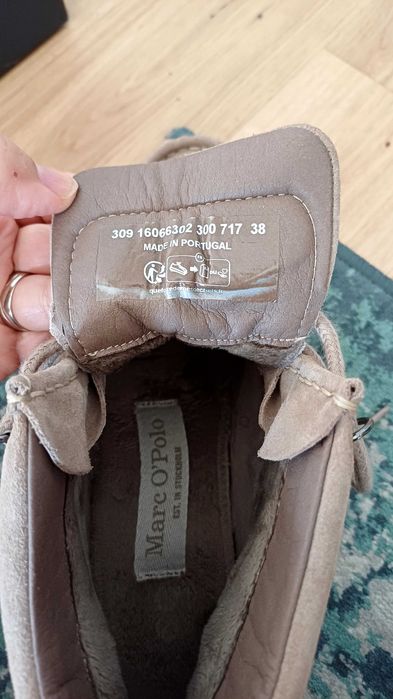 309 16066302 300 717 38
MADE IN PORTUGAL
Marc O'Polo
EST. IN STOCKHOLM